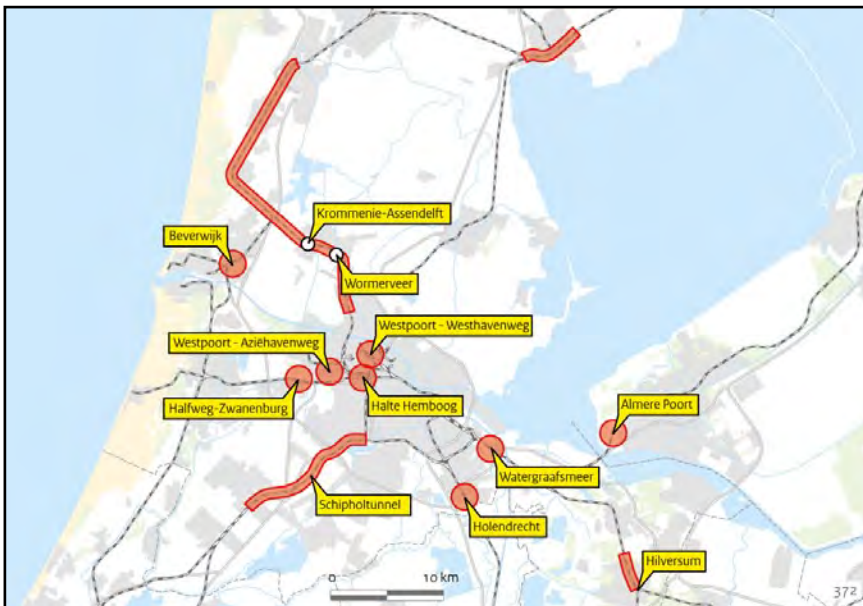 Krommenie-Assendelft
Beverwijk
Wormerveer
Westpoort - Westhavenweg
Westpoort - Aziëhavenweg
Halfweg-Zwanenburg
Halte Hemboog
Almere Poort
Watergraafsmeer
Schipholtunnel
Holendrecht
Hilversum
0 10 km
372